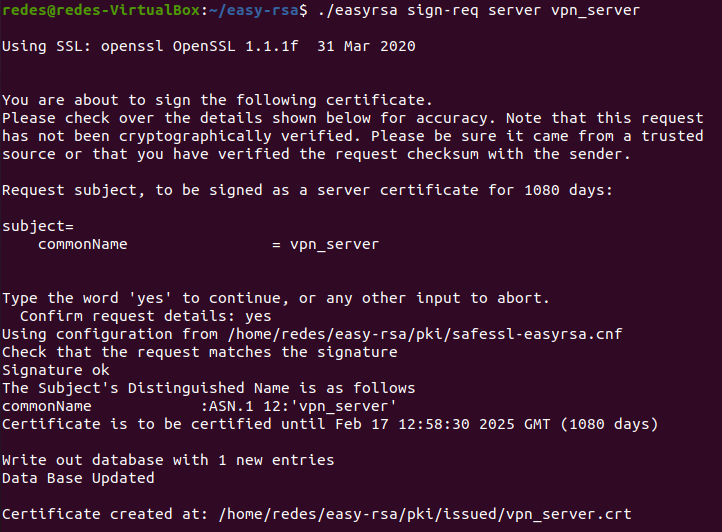 redes@redes-VirtualBox:~/easy-rsa$ ./easyrsa sign-req server vpn_server
Using SSL: openssl OpenSSL 1.1.1f  31 Mar 2020
You are about to sign the following certificate.
Please check over the details shown below for accuracy. Note that this request
has not been cryptographically verified. Please be sure it came from a trusted
source or that you have verified the request checksum with the sender.
Request subject, to be signed as a server certificate for 1080 days:
subject=
    commonName                = vpn_server
Type the word 'yes' to continue, or any other input to abort.
  Confirm request details: yes
Using configuration from /home/redes/easy-rsa/pki/safessl-easyrsa.cnf
Check that the request matches the signature
Signature ok
The Subject's Distinguished Name is as follows
commonName            :ASN.1 12:'vpn_server'
Certificate is to be certified until Feb 17 12:58:30 2025 GMT (1080 days)
Write out database with 1 new entries
Data Base Updated
Certificate created at: /home/redes/easy-rsa/pki/issued/vpn_server.crt